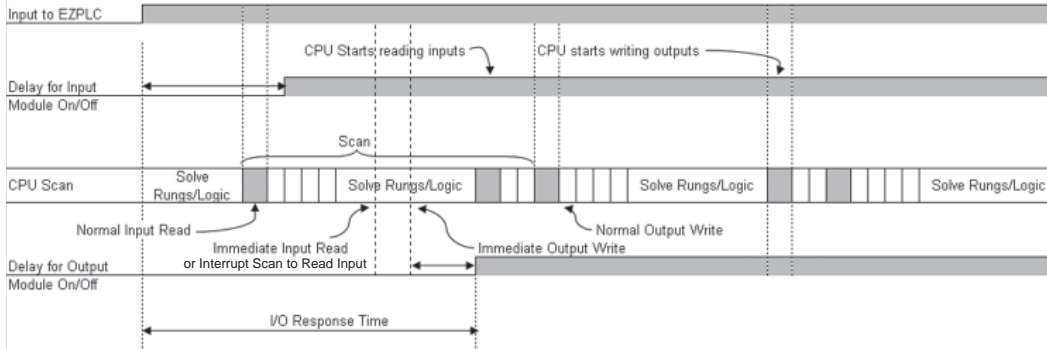 Input to EZPLC
CPU Starts reading inputs
CPU starts writing outputs
Delay for Input
Module On/Off
Scan
CPU Scan
Solve
Rungs/Logic
Solve Rungs/Logic
Solve Rungs/Logic
Solve Rungs/Logic
Normal Input Read
Normal Output Write
Immediate Input Read
or Interrupt Scan to Read Input
Immediate Output Write
Delay for Output
Module On/Off
I/O Response Time